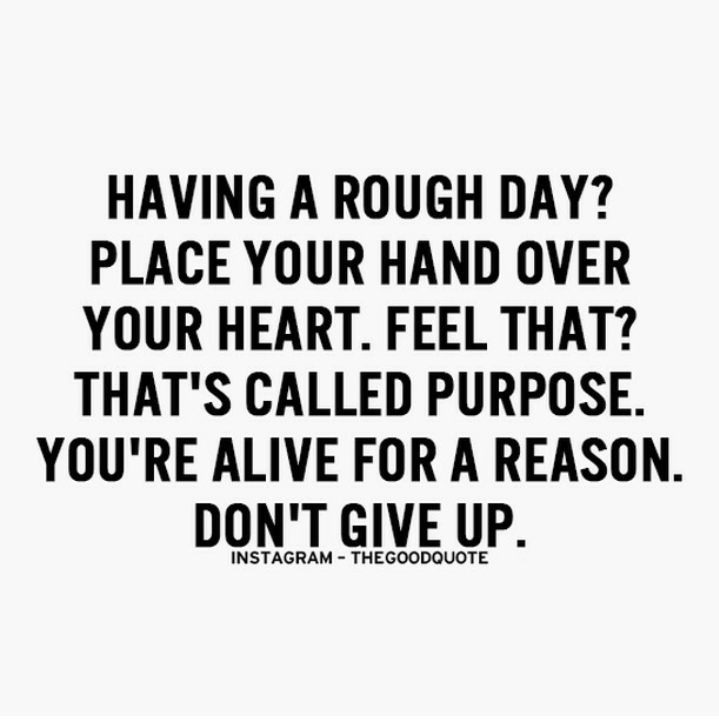 HAVING A ROUGH DAY?
PLACE YOUR HAND OVER
YOUR HEART. FEEL THAT?
THAT'S CALLED PURPOSE.
YOU'RE ALIVE FOR A REASON.
DON'T GIVE UP.
INSTAGRAM - THEGOODQUOTE